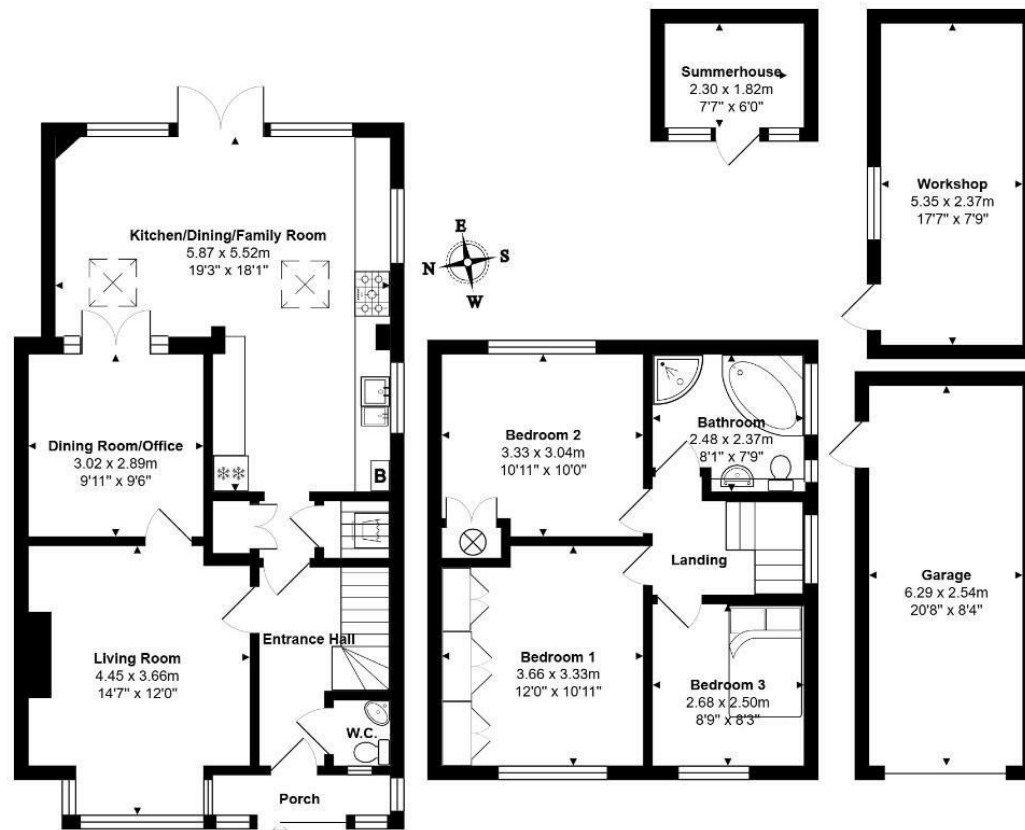 Summerhouse
2.30 x 1.82m
7'7" x 6'0"
Workshop
5.35 x 2.37m
17'7" x 7'9"
Kitchen/Dining/Family Room
5.87 x 5.52m
19'3" x 18'1"
E
N
S
W
Dining Room/Office
3.02 x 2.89m
9'11" x 9'6"
B
Bedroom 2
3.33 x 3.04m
10'11" x 10'0"
Bathroom
2.48 x 2.37m
8'1" x 7'9"
Landing
Garage
6.29 x 2.54m
20'8" x 8'4"
Entrance Hall
Living Room
4.45 x 3.66m
14'7" x 12'0"
W.C.
Porch
Bedroom 1
3.66 x 3.33m
12'0" x 10'11"
Bedroom 3
2.68 x 2.50m
8'9" x 8'3"